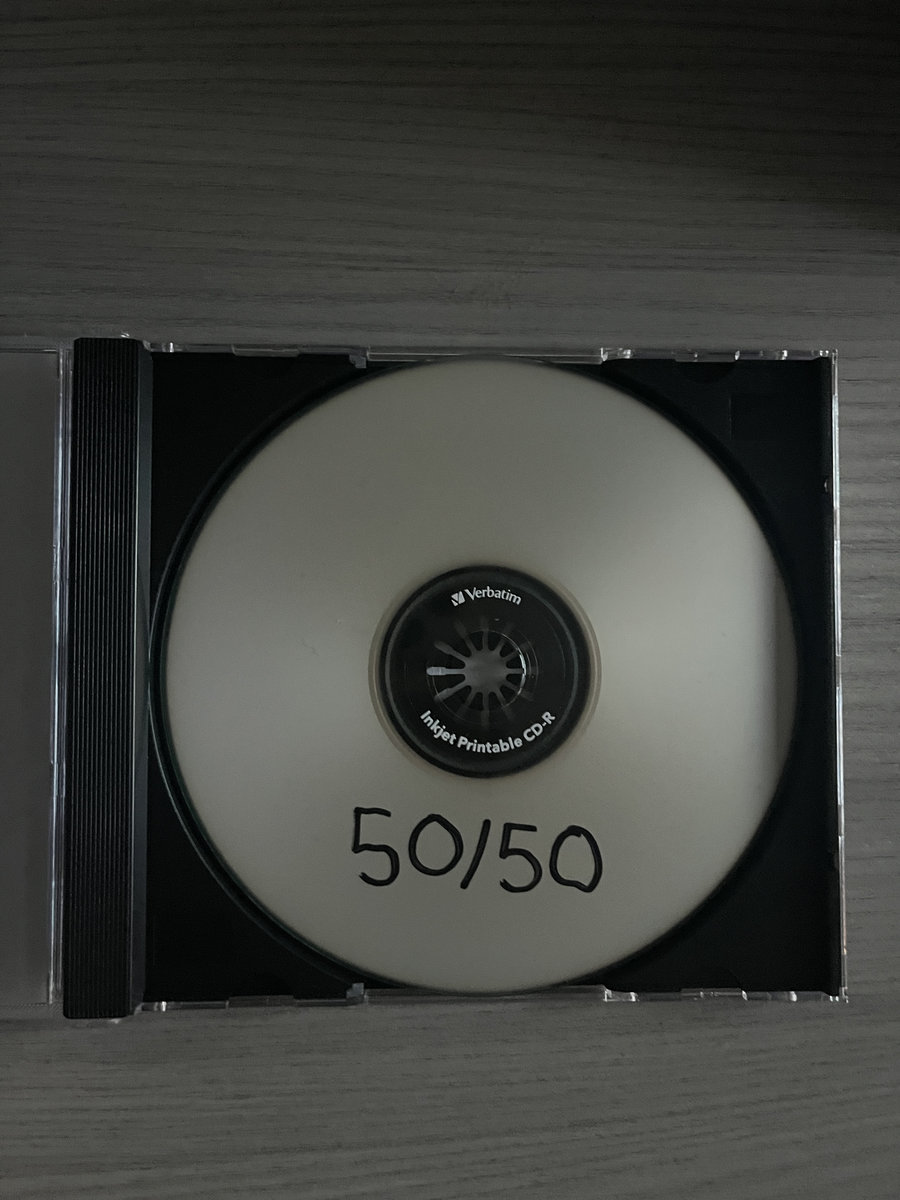 Verbatim
Inkjet Printable CD-R
50/50